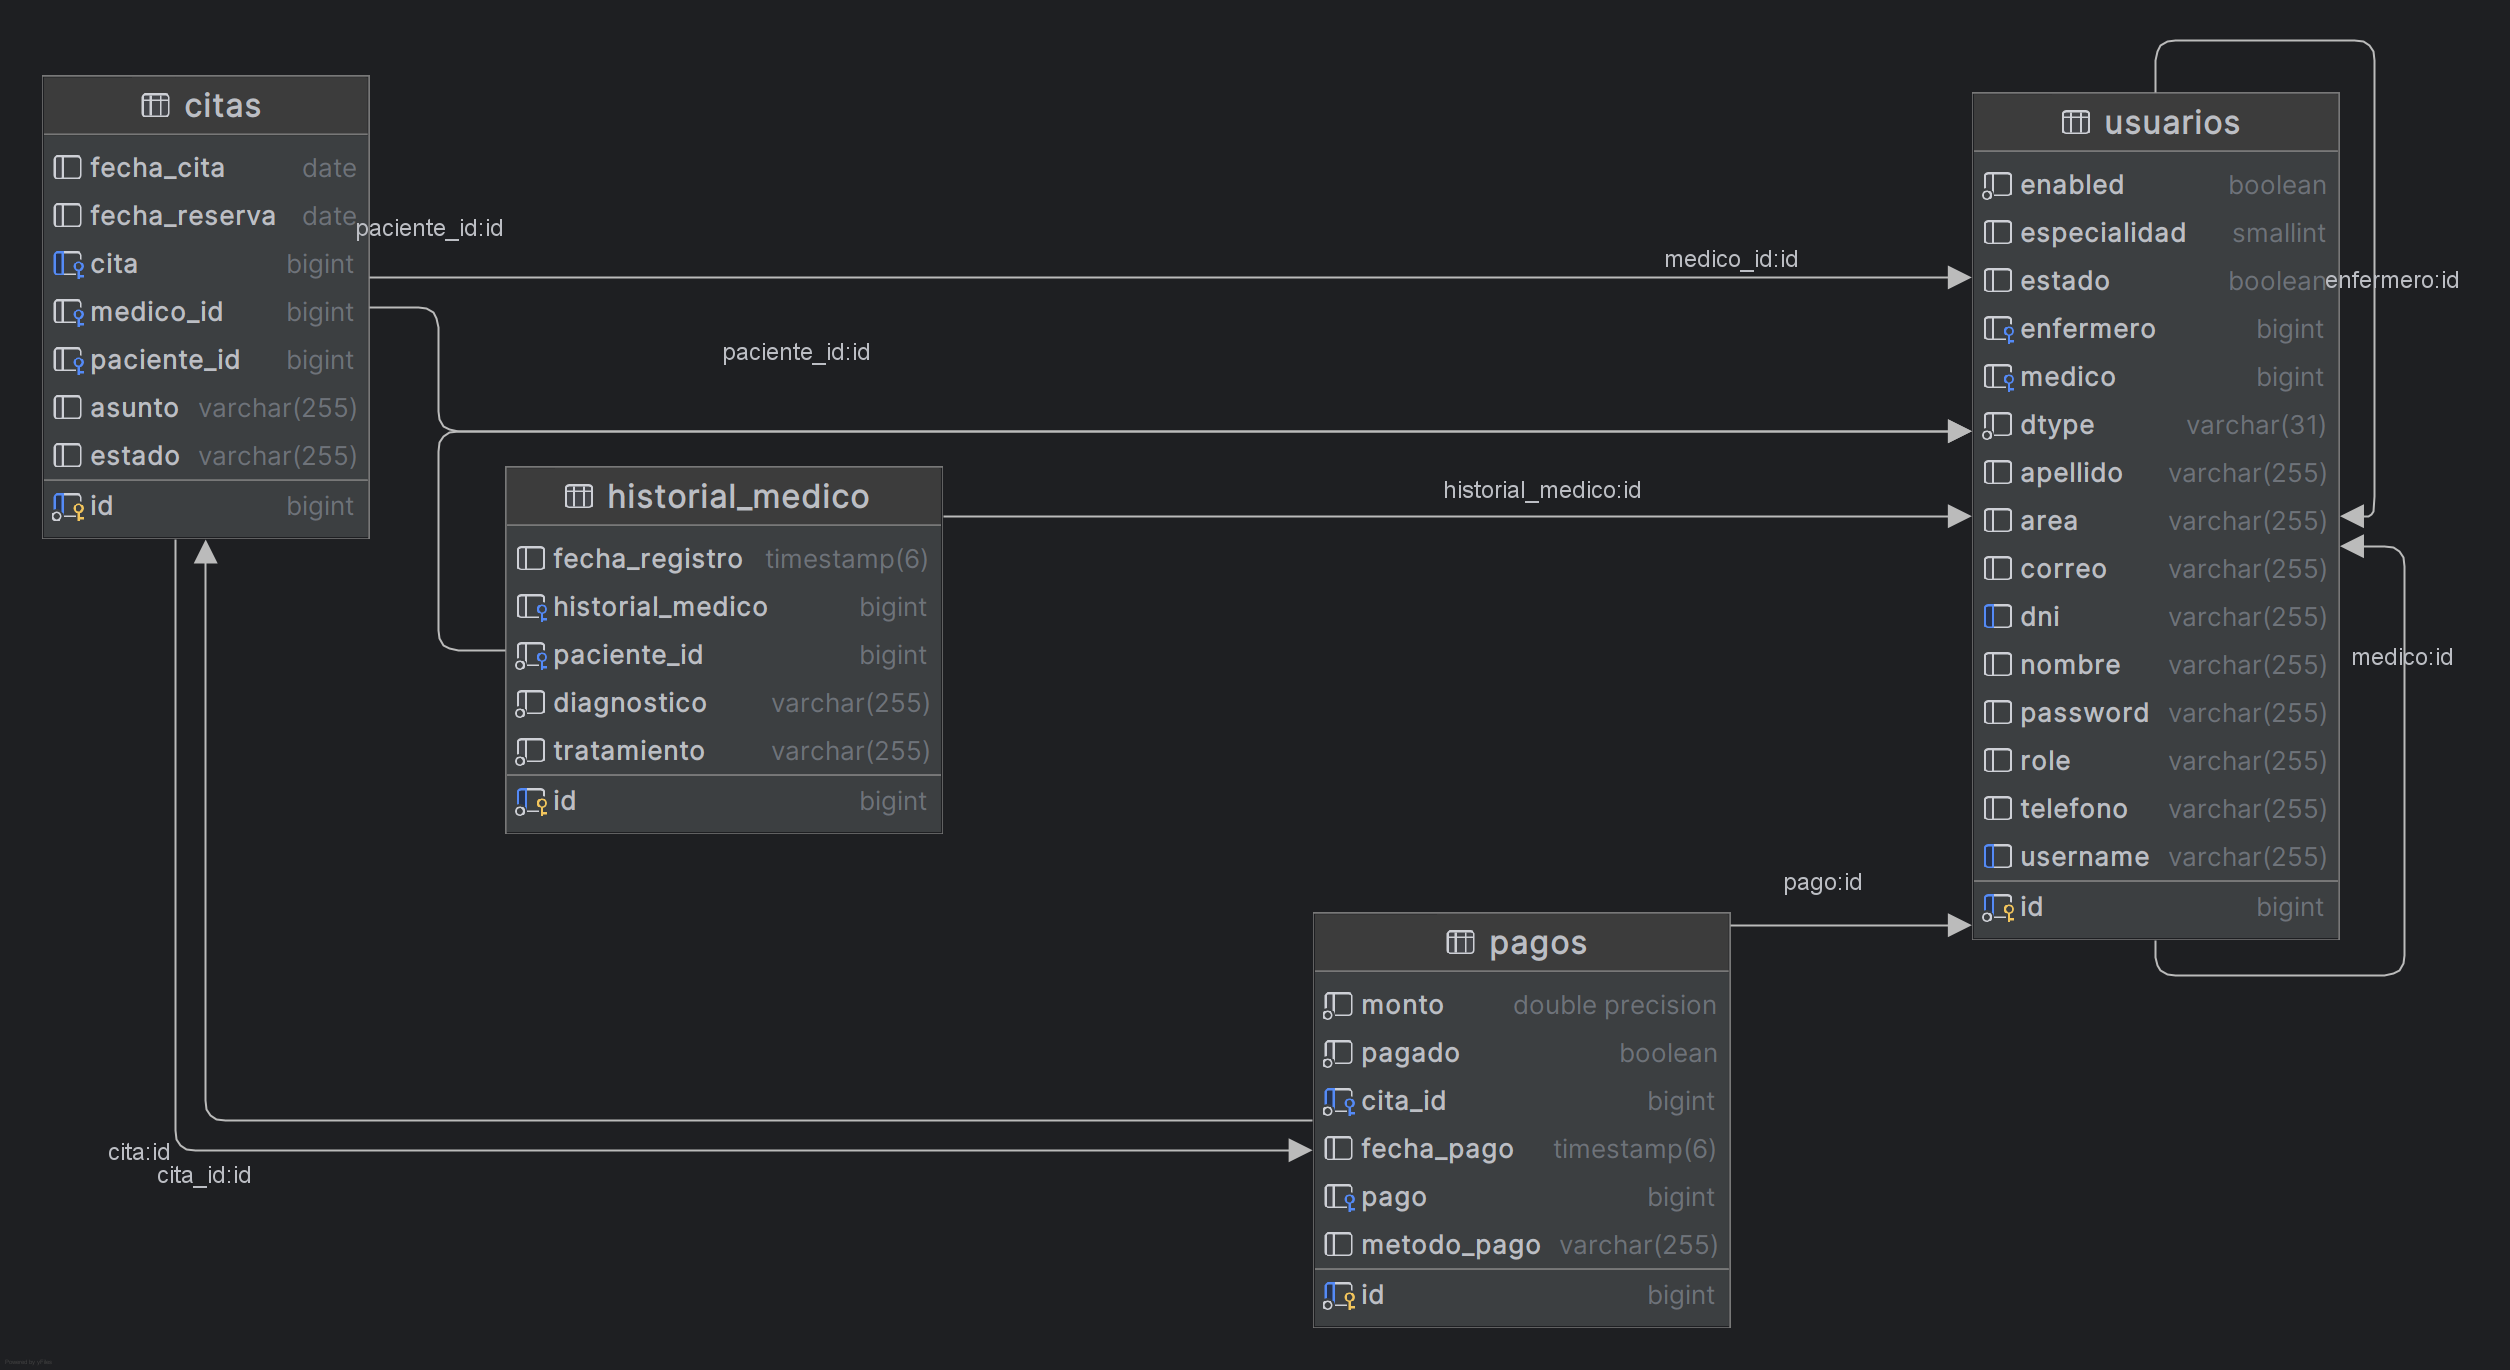 citas
fecha_cita date
fecha_reserva date
cita bigint
medico_id bigint
paciente_id bigint
asunto varchar(255)
estado varchar(255)
id bigint
paciente_id:id
medico_id:id
paciente_id:id
historial_medico
fecha_registro timestamp(6)
historial_medico bigint
paciente_id bigint
diagnostico varchar(255)
tratamiento varchar(255)
id bigint
historial_medico:id
usuarios
enabled boolean
especialidad smallint
estado boolean
enfermero bigint
medico bigint
dtype varchar(31)
apellido varchar(255)
area varchar(255)
correo varchar(255)
dni varchar(255)
nombre varchar(255)
password varchar(255)
role varchar(255)
telefono varchar(255)
username varchar(255)
id bigint
enfermero:id
medico:id
pago:id
pagos
monto double precision
pagado boolean
cita_id bigint
fecha_pago timestamp(6)
pago bigint
metodo_pago varchar(255)
id bigint
cita:id
cita_id:id
Powered by yFiles